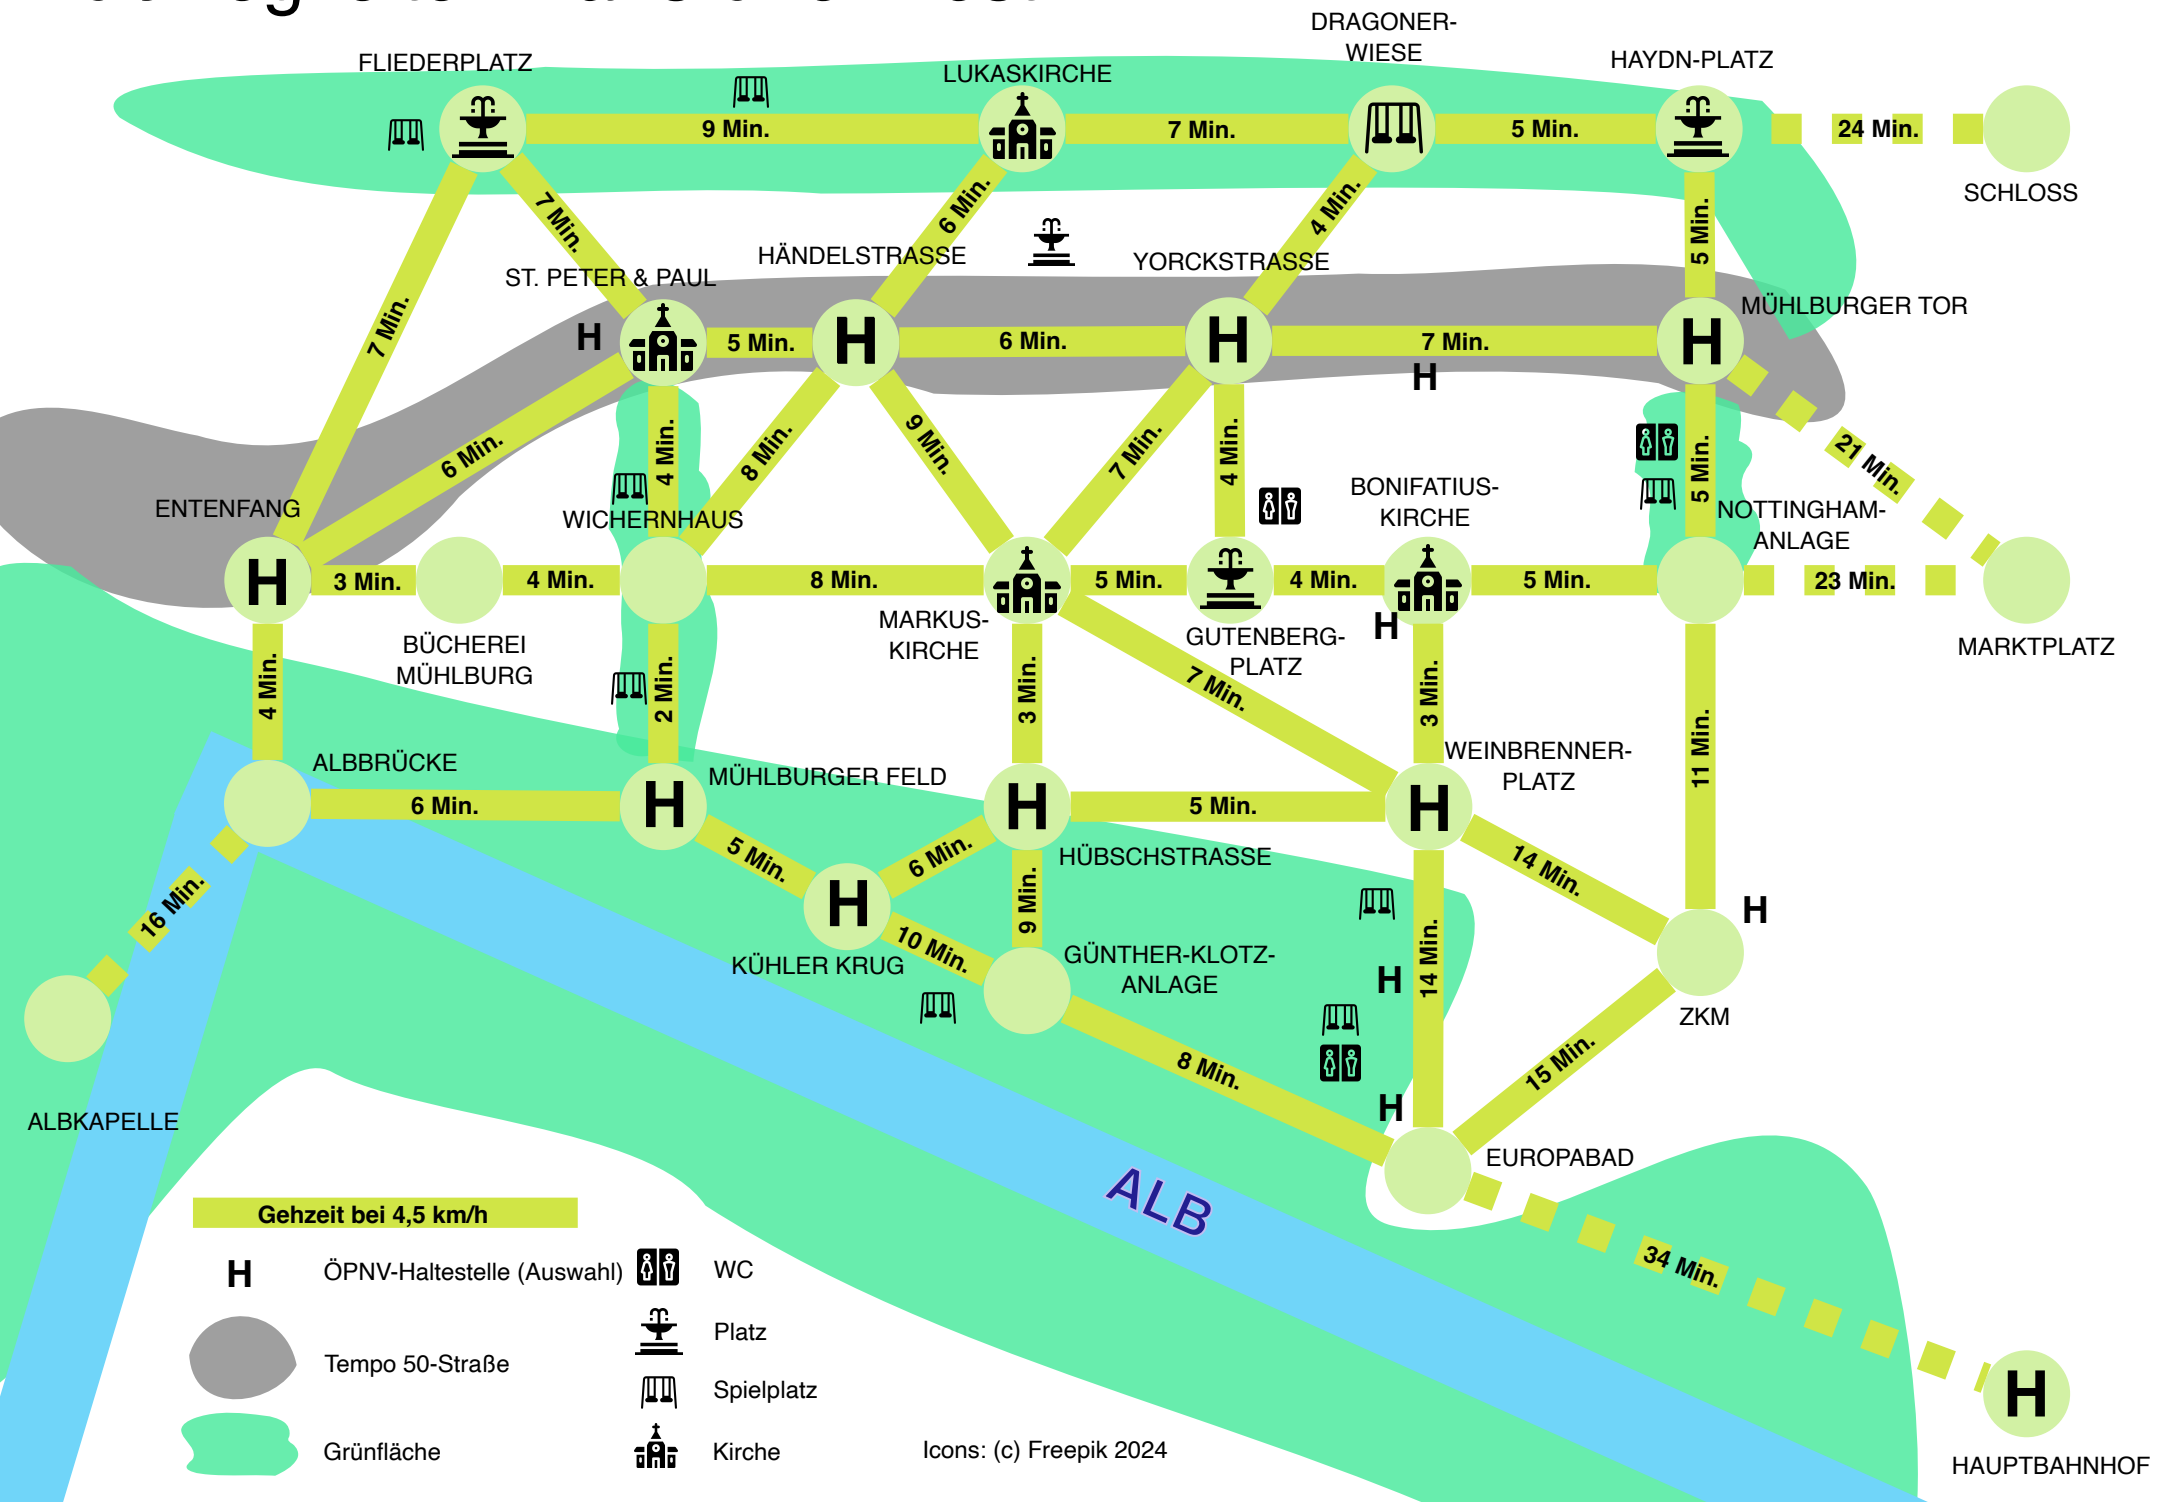 DRAGONER-
WIESE
FLIEDERPLATZ
LUKASKIRCHE
HAYDN-PLATZ
9 Min.
7 Min.
5 Min.
24 Min.
SCHLOSS
7 Min.
6 Min.
4 Min.
5 Min.
HÄNDELSTRASSE
YORCKSTRASSE
ST. PETER & PAUL
MÜHLBURGER TOR
7 Min.
H
5 Min.
H
6 Min.
H
7 Min.
H
H
6 Min.
4 Min.
8 Min.
9 Min.
7 Min.
4 Min.
5 Min.
21 Min.
BONIFATIUS-
KIRCHE
ENTENFANG
WICHERNHAUS
NOTTINGHAM-
ANLAGE
H
3 Min.
4 Min.
8 Min.
5 Min.
4 Min.
5 Min.
23 Min.
MARKUS-
KIRCHE
H
GUTENBERG-
PLATZ
BÜCHEREI
MÜHLBURG
MARKTPLATZ
4 Min.
2 Min.
3 Min.
7 Min.
3 Min.
11 Min.
ALBBRÜCKE
MÜHLBURGER FELD
WEINBRENNER-
PLATZ
6 Min.
H
H
5 Min.
H
5 Min.
6 Min.
HÜBSCHSTRASSE
14 Min.
16 Min.
H
9 Min.
H
10 Min.
KÜHLER KRUG
GÜNTHER-KLOTZ-
ANLAGE
H
14 Min.
ZKM
8 Min.
15 Min.
H
ALBKAPELLE
EUROPABAD
ALB
34 Min.
H
HAUPTBAHNHOF
Gehzeit bei 4,5 km/h
H
ÖPNV-Haltestelle (Auswahl)
WC
Platz
Tempo 50-Straße
Spielplatz
Grünfläche
Kirche
Icons: (c) Freepik 2024